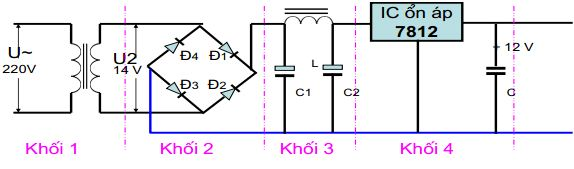 U~
220V
U2
14 V
Đ4
Đ1
Đ3
Đ2
L
C1
C2
IC ổn áp
7812
+ 12 V
C
Khối 1
Khối 2
Khối 3
Khối 4